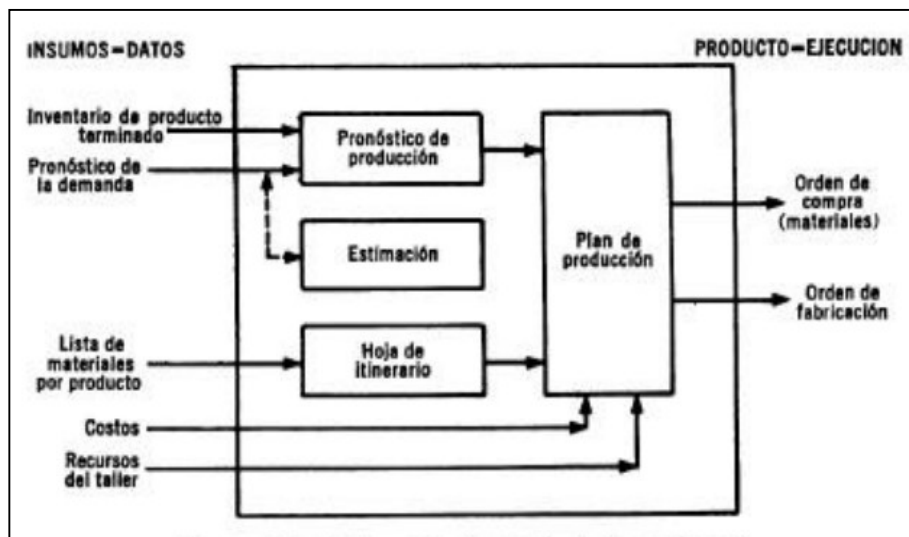 INSUMOS-DATOS
PRODUCTO-EJECUCION
Inventario de producto
terminado
Pronóstico de
la demanda
Pronóstico de
producción
Estimación
Plan de
producción
Orden de
compra
(materiales)
Orden de
fabricación
Lista de
materiales
por producto
Hoja de
itinerario
Costos
Recursos
del taller